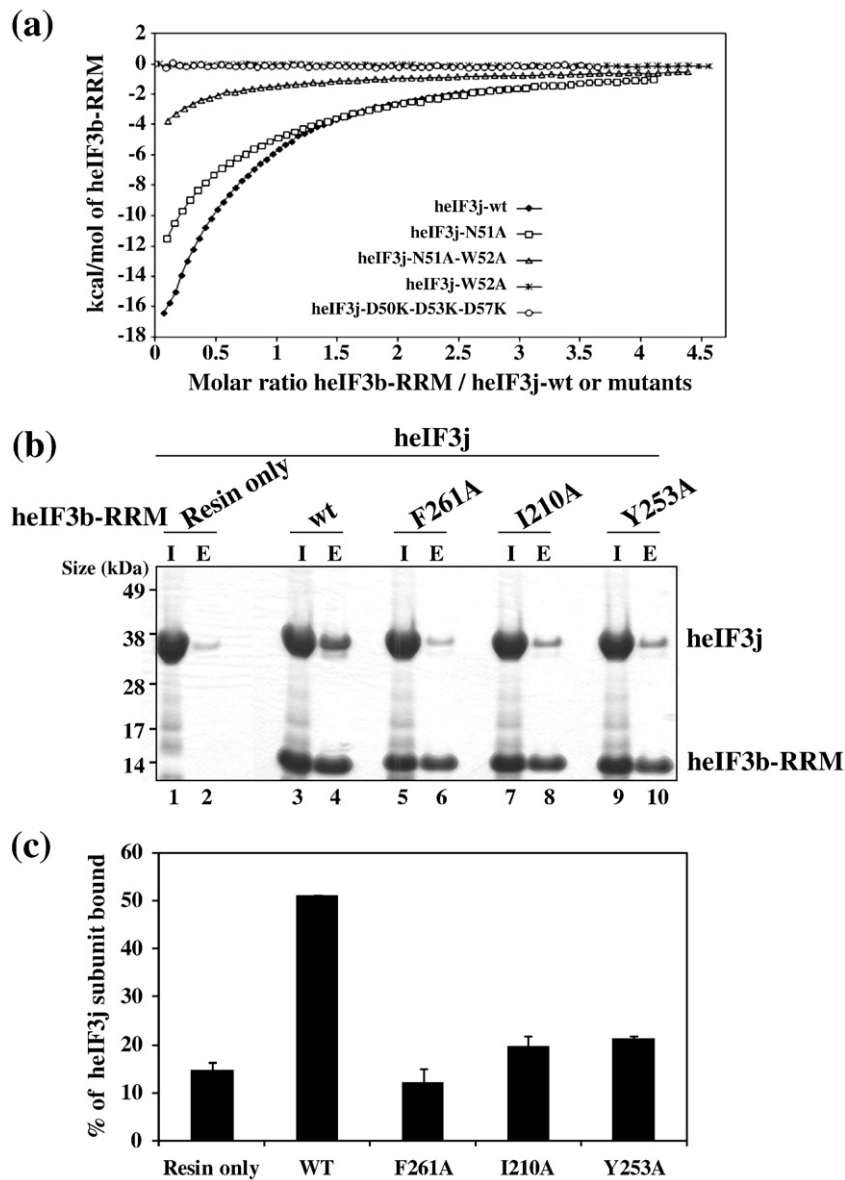 (a)
kcal/mol of heIF3b-RRM
2
0
-2
-4
-6
-8
-10
-12
-14
-16
-18
heIF3j-wt
heIF3j-N51A
heIF3j-N51A-W52A
heIF3j-W52A
heIF3j-D50K-D53K-D57K
0 0.5 1 1.5 2 2.5 3 3.5 4 4.5
Molar ratio heIF3b-RRM / heIF3j-wt or mutants
(b)
heIF3j
heIF3b-RRM Resin only wt F261A I210A Y253A
Size (kDa) I E I E I E I E I E
49
38
28
17
14
heIF3j
heIF3b-RRM
1 2 3 4 5 6 7 8 9 10
(c)
% of heIF3j subunit bound
60
50
40
30
20
10
0
Resin only WT F261A I210A Y253A